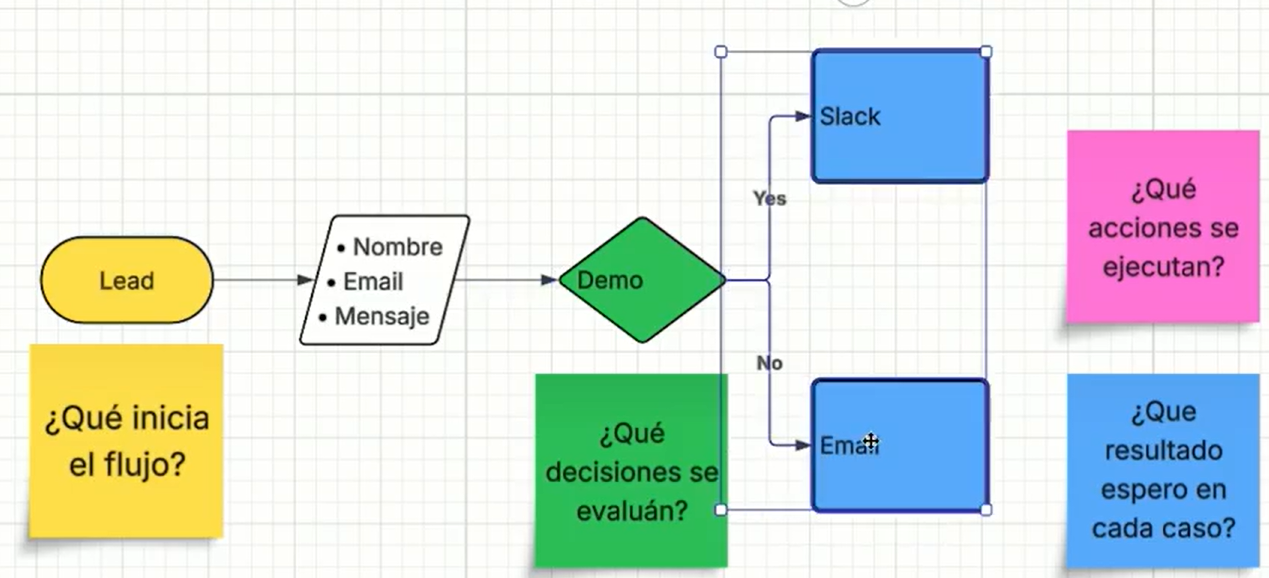 Lead
¿Qué inicia
el flujo?
• Nombre
• Email
• Mensaje
Demo
¿Qué
decisiones se
evaluán?
Yes
No
Slack
Email
¿Qué
acciones se
ejecutan?
¿Que
resultado
espero en
cada caso?